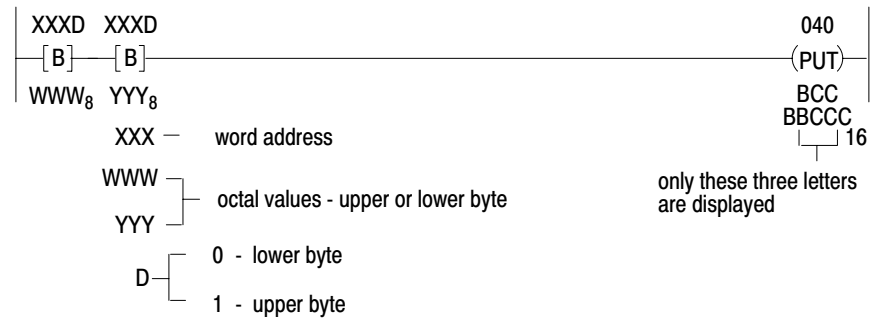 XXXD XXXD 040
[B] [B] (PUT)
WWW8 YYY8 BCC
BBCCC 16
XXX — word address
WWW
YYY
octal values - upper or lower byte
only these three letters
are displayed
D
0 - lower byte
1 - upper byte